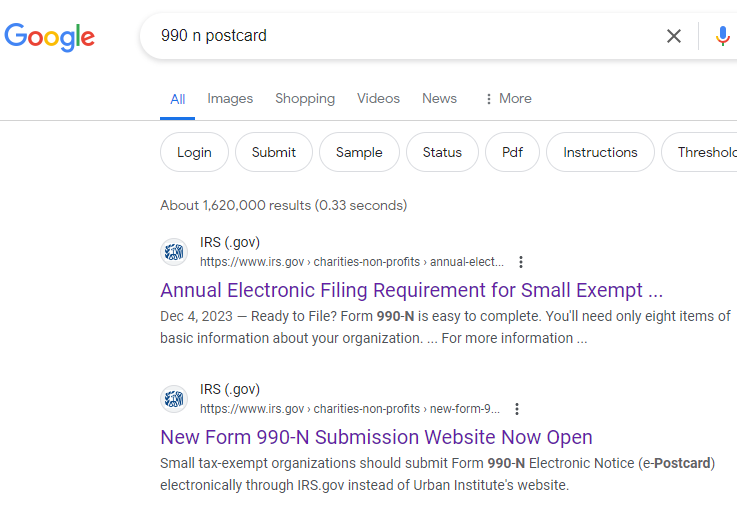 Google
990 n postcard
All Images Shopping Videos News More
Login Submit Sample Status Pdf Instructions
About 1,620,000 results (0.33 seconds)
IRS (.gov)
https://www.irs.gov › charities-non-profits › annual-elect...
Annual Electronic Filing Requirement for Small Exempt ...
Dec 4, 2023 — Ready to File? Form 990-N is easy to complete. You'll need only eight items of
basic information about your organization. ... For more information ...
IRS (.gov)
https://www.irs.gov › charities-non-profits › new-form-9...
New Form 990-N Submission Website Now Open
Small tax-exempt organizations should submit Form 990-N Electronic Notice (e-Postcard)
electronically through IRS.gov instead of Urban Institute's website.